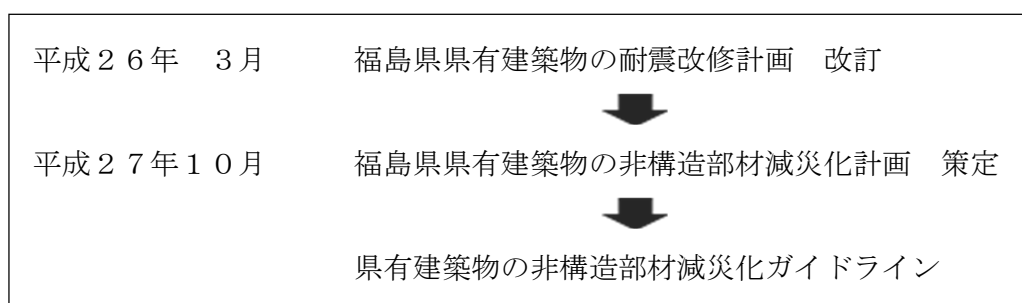 平成２６年　３月　福島県県有建築物の耐震改修計画　改訂
平成２７年１０月　福島県県有建築物の非構造部材減災化計画　策定
県有建築物の非構造部材減災化ガイドライン